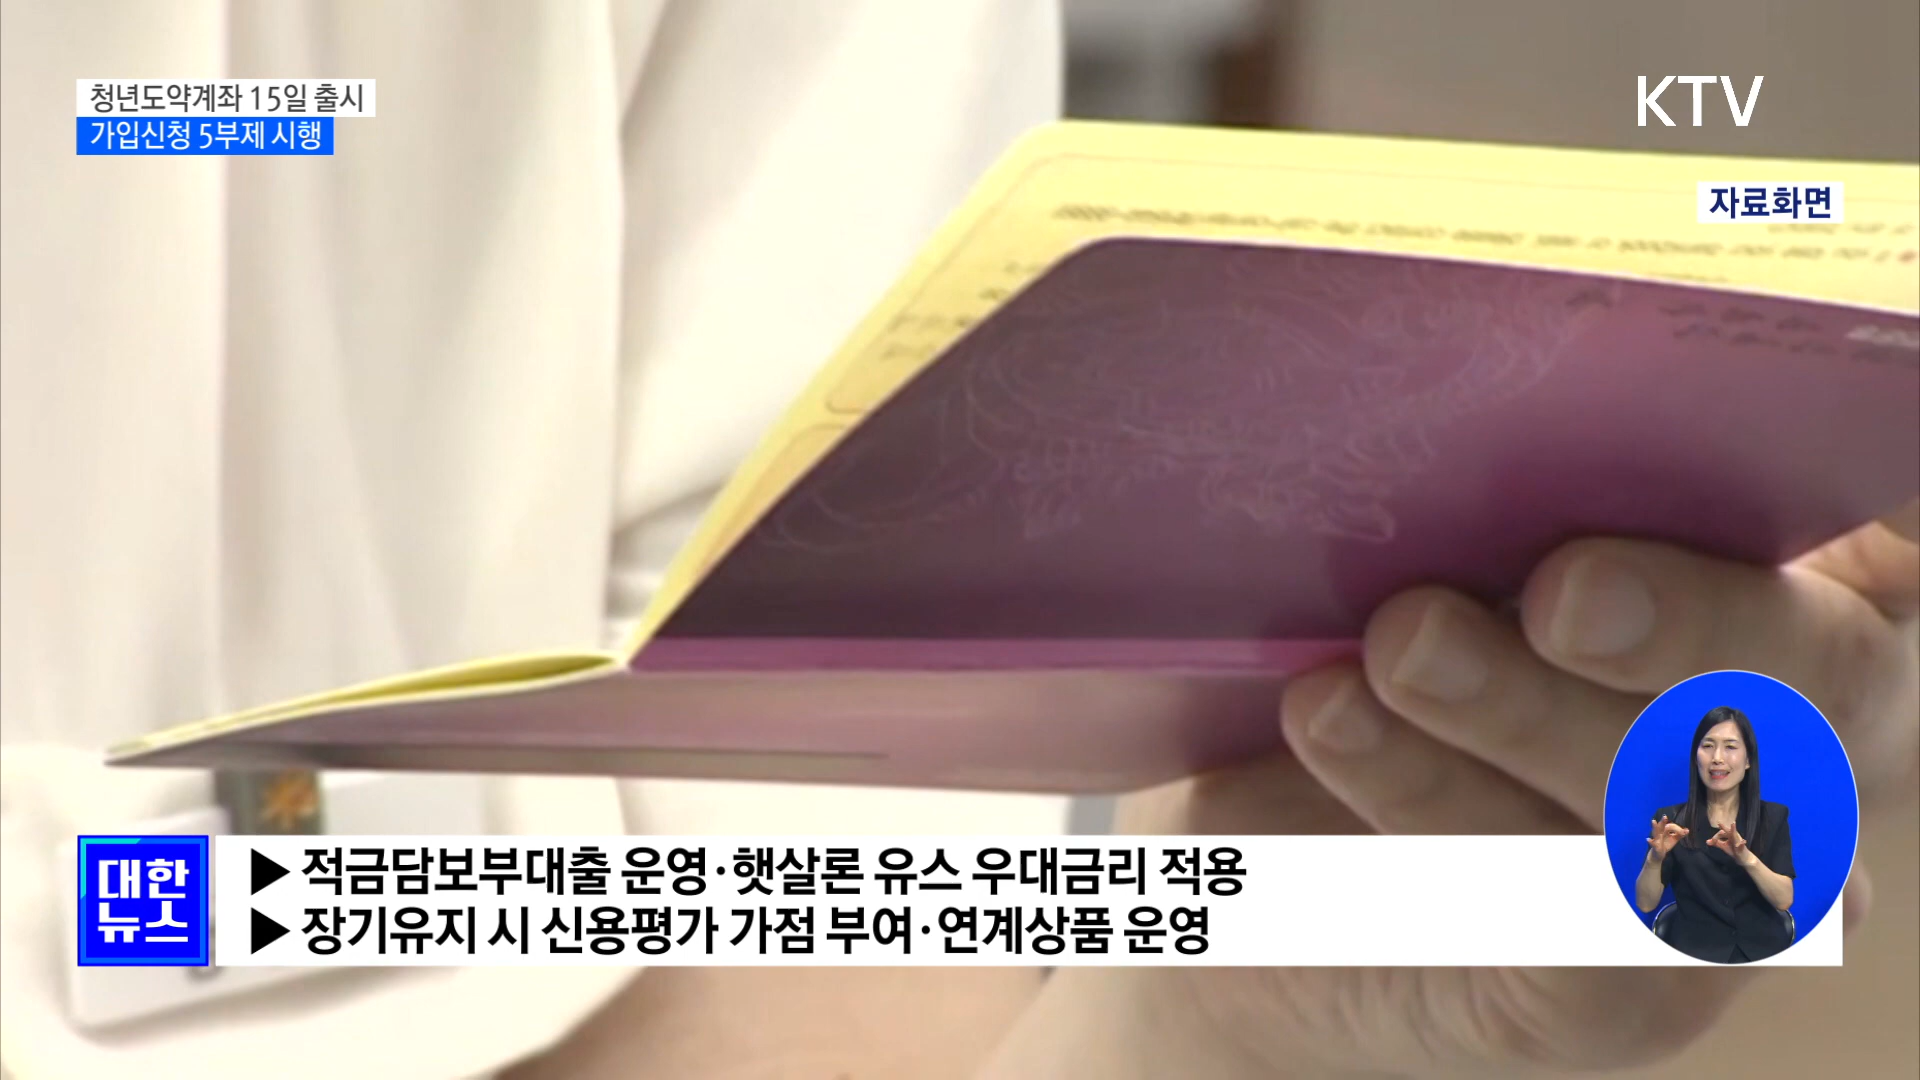 청년도약계좌 15일 출시
가입신청 5부제 시행
KTV
자료화면
대한
뉴스
▶ 적금담보부대출 운영·햇살론 유스 우대금리 적용
▶ 장기유지 시 신용평가 가점 부여·연계상품 운영